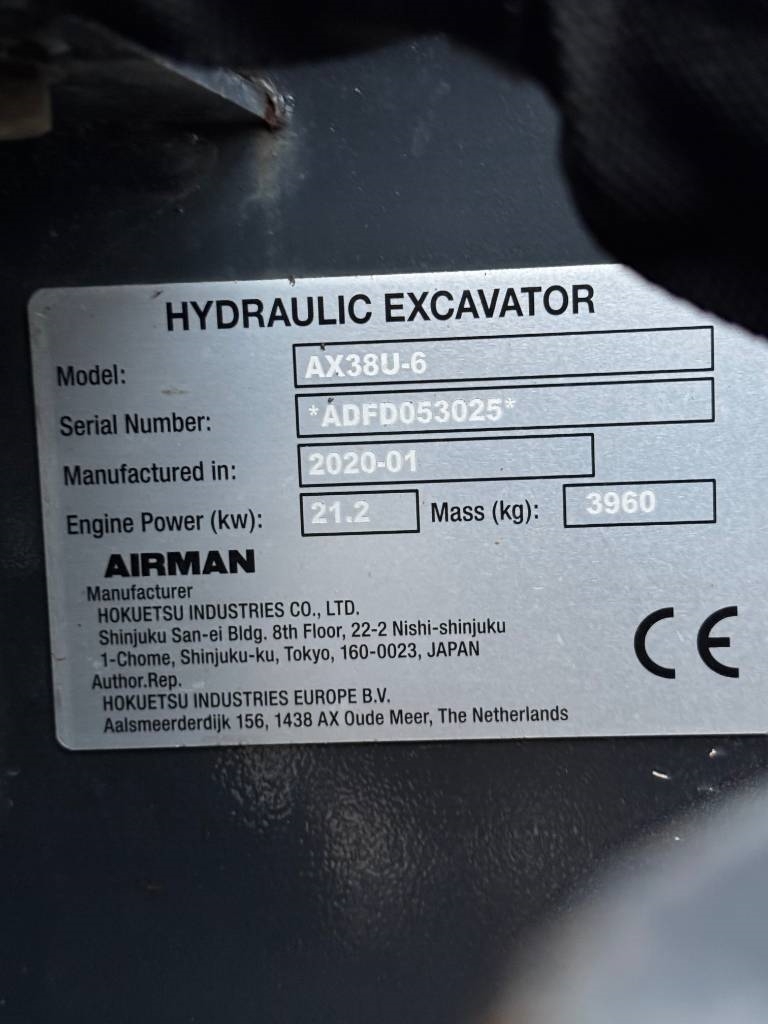 HYDRAULIC EXCAVATOR
Model: AX38U-6
Serial Number: *ADFD053025*
Manufactured in: 2020-01
Engine Power (kw): 21.2 Mass (kg): 3960
AIRMAN
Manufacturer
HOKUETSU INDUSTRIES CO., LTD.
Shinjuku San-ei Bldg. 8th Floor, 22-2 Nishi-shinjuku
1-Chome, Shinjuku-ku, Tokyo, 160-0023, JAPAN
CE
Author.Rep.
HOKUETSU INDUSTRIES EUROPE B.V.
Aalsmeerderdijk 156, 1438 AX Oude Meer, The Netherlands